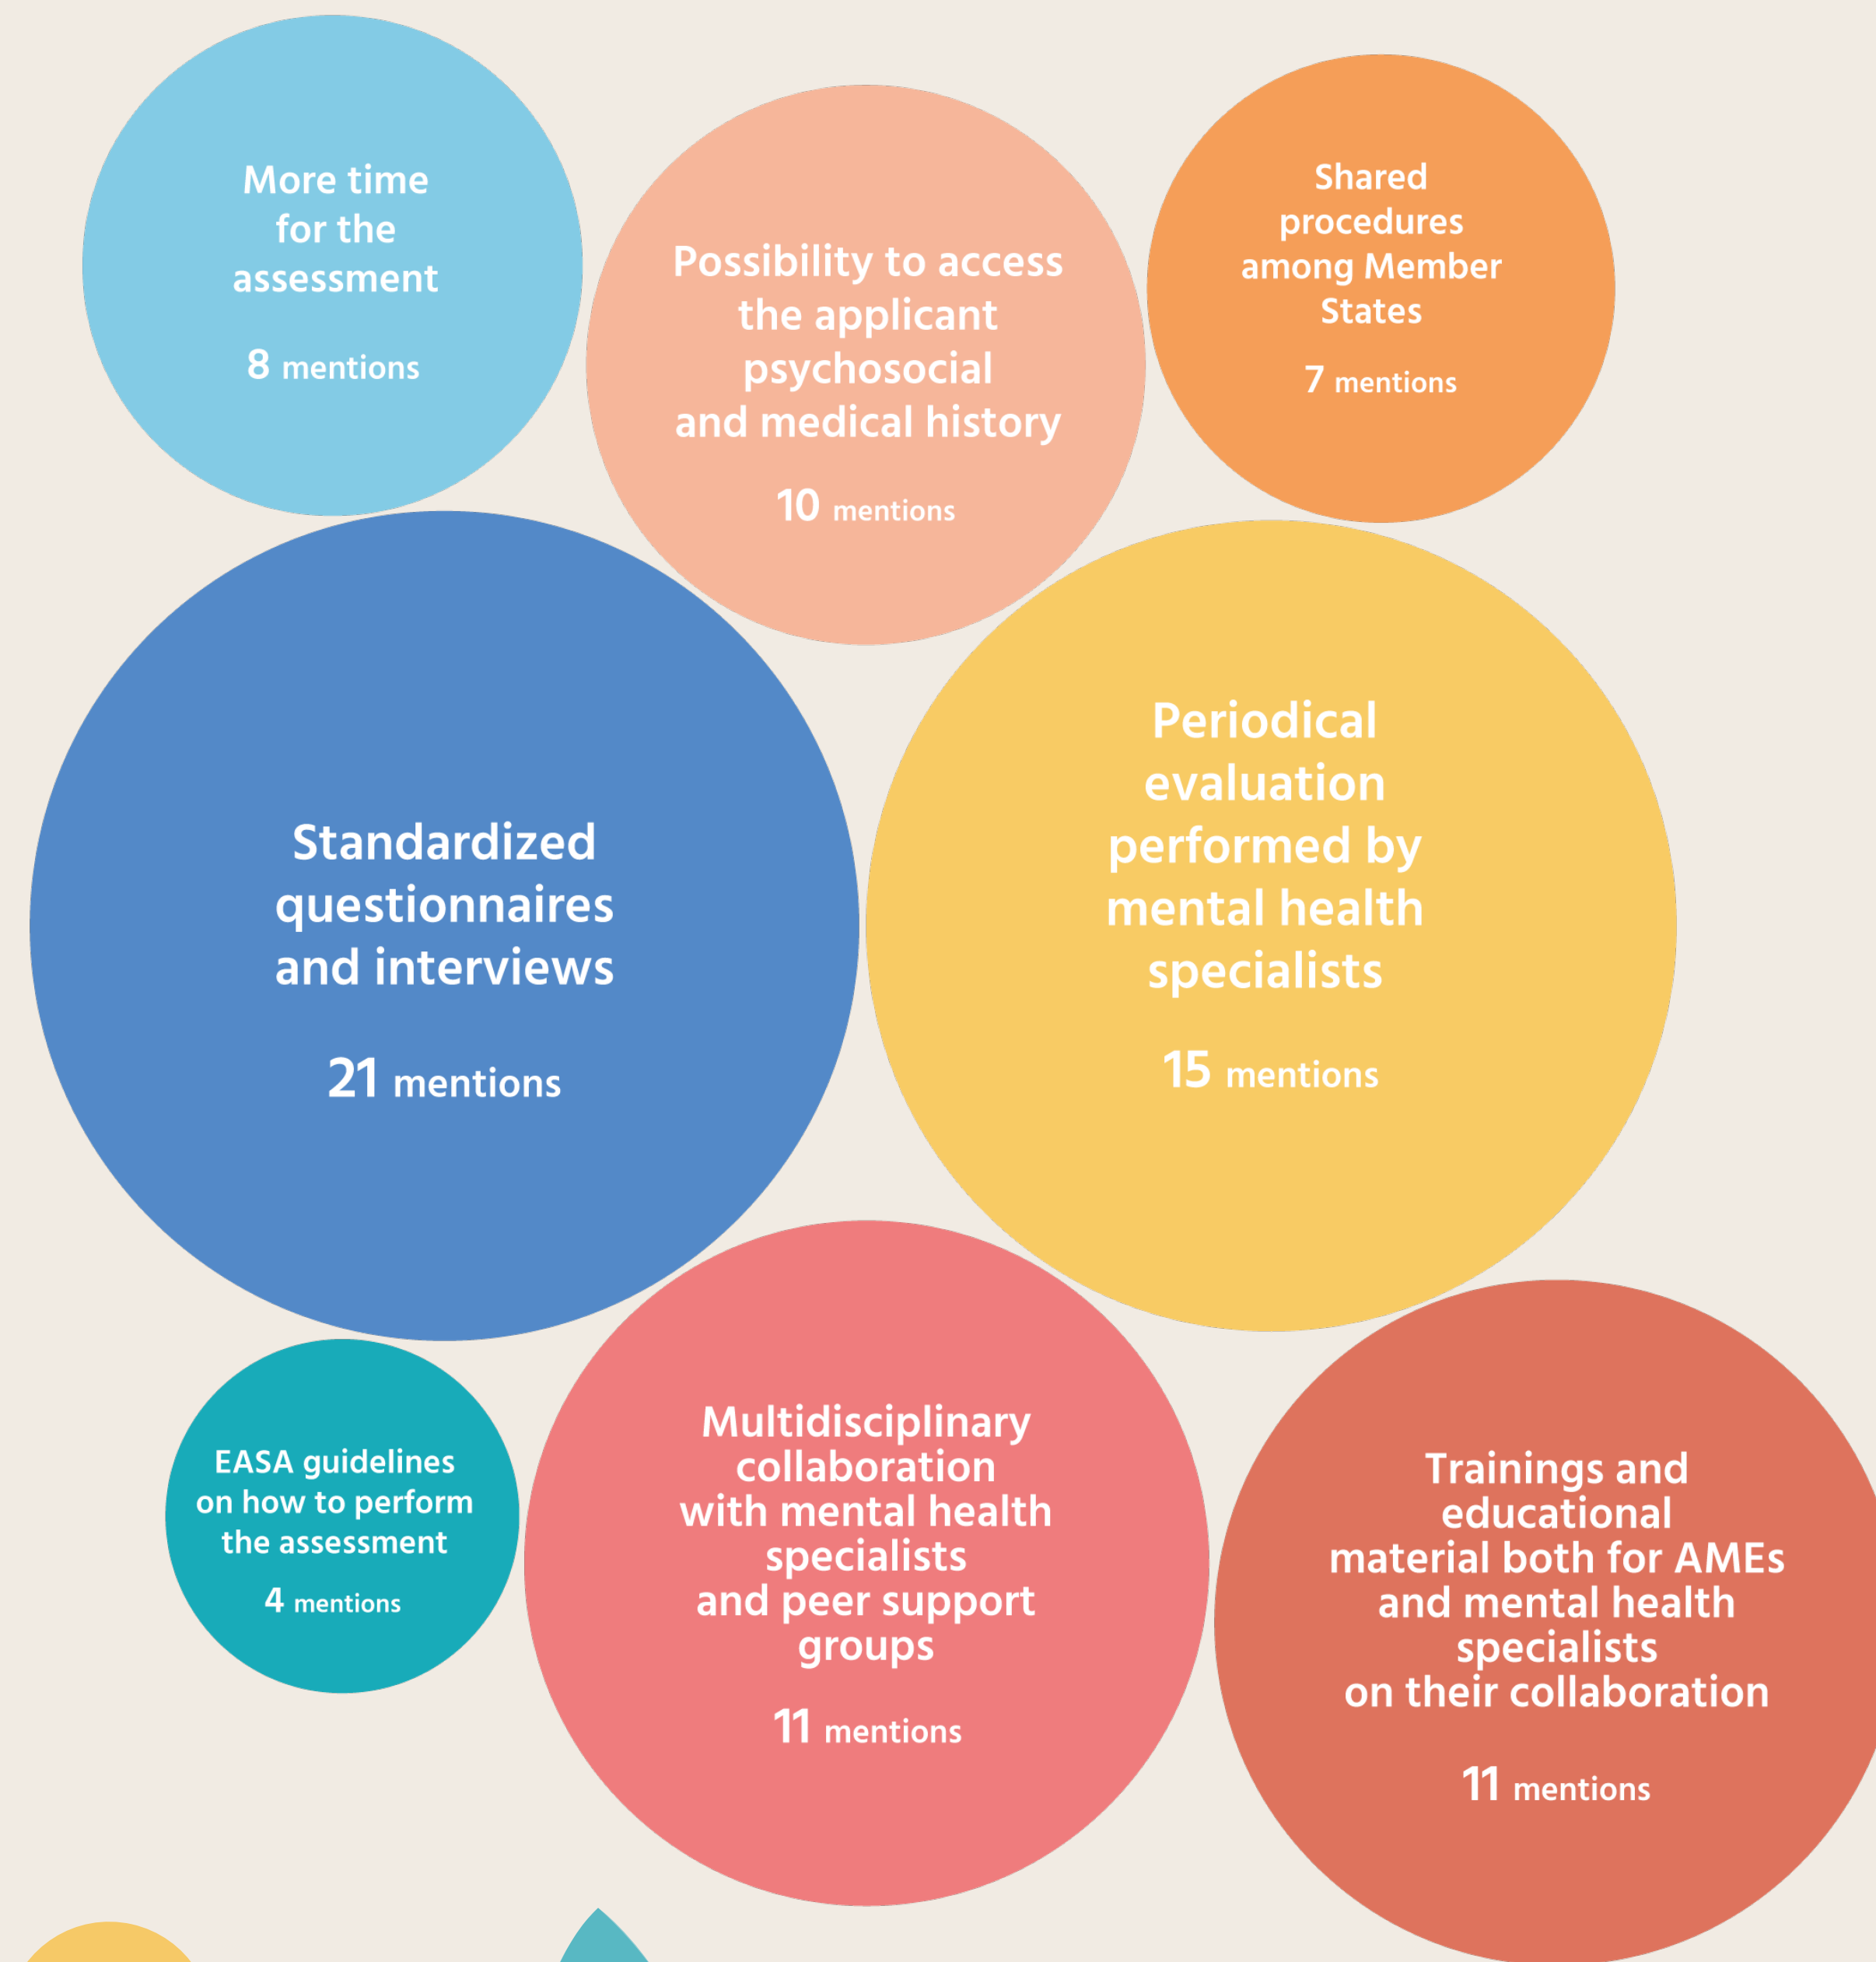 More time
for the
assessment
8 mentions
Possibility to access
the applicant
psychosocial
and medical history
10 mentions
Shared
procedures
among Member
States
7 mentions
Standardized
questionnaires
and interviews
21 mentions
Periodical
evaluation
performed by
mental health
specialists
15 mentions
EASA guidelines
on how to perform
the assessment
4 mentions
Multidisciplinary
collaboration
with mental health
specialists
and peer support
groups
11 mentions
Trainings and
educational
material both for AMEs
and mental health
specialists
on their collaboration
11 mentions